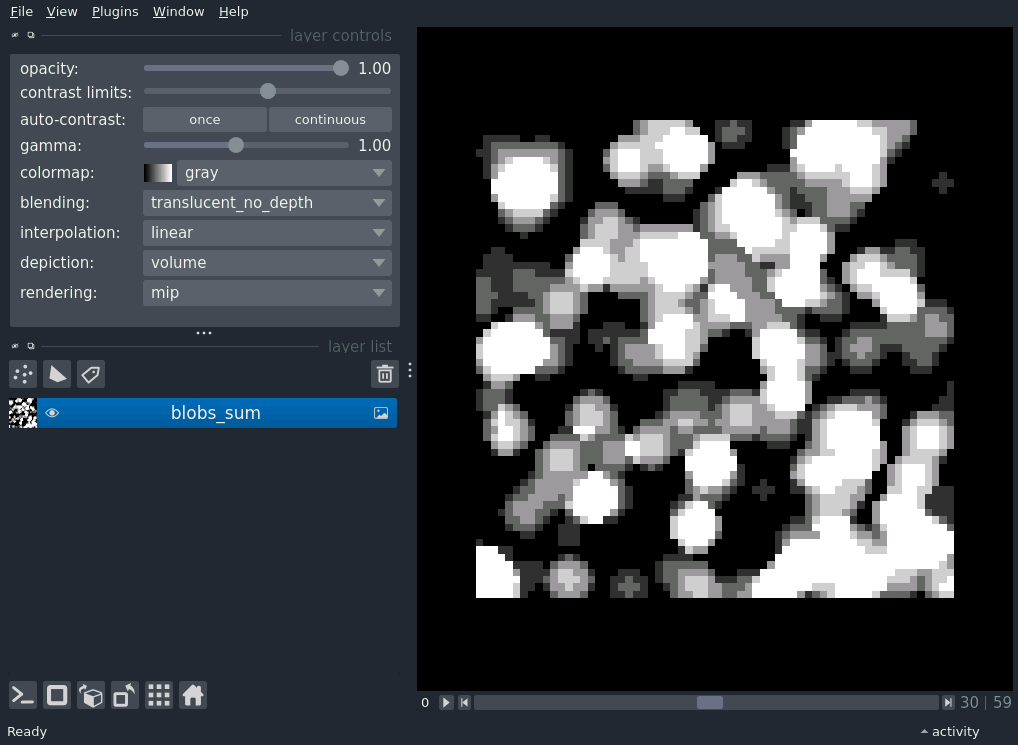 File View Plugins Window Help
layer controls
opacity: 1.00
contrast limits:
auto-contrast: once continuous
gamma: 1.00
colormap: gray
blending: translucent_no_depth
interpolation: linear
depiction: volume
rendering: mip
layer list
blobs_sum
0 30 | 59
Ready activity